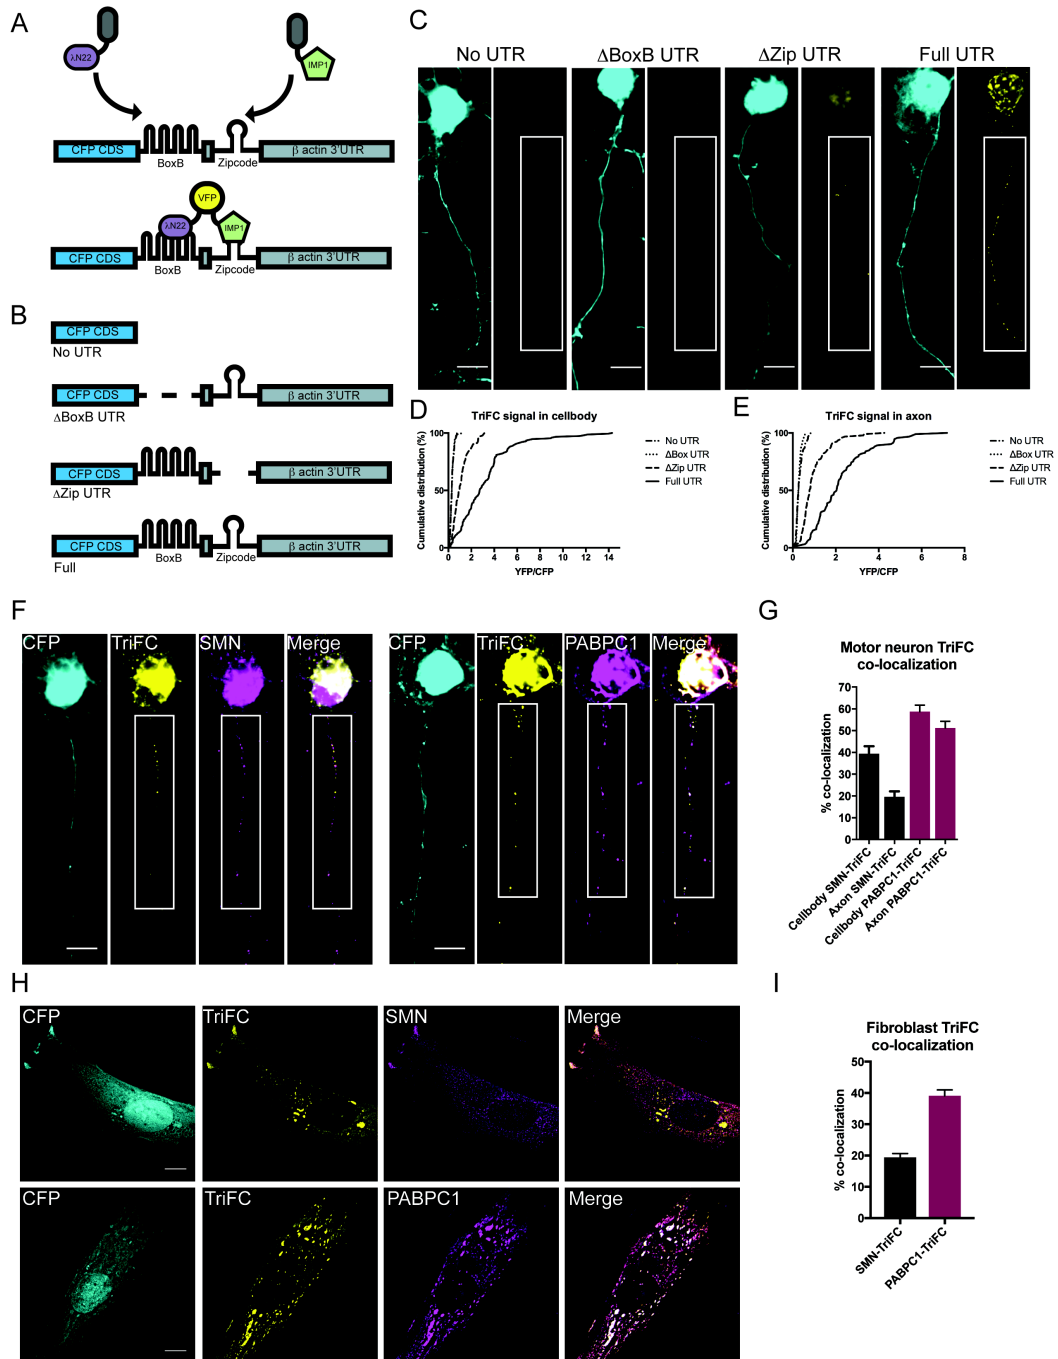 A
λN22
IMP1
CFP CDS
BoxB
Zipcode
β actin 3'UTR
VFP
λN22
IMP1
CFP CDS
BoxB
Zipcode
β actin 3'UTR
B
CFP CDS
No UTR
CFP CDS
β actin 3'UTR
ΔBoxB UTR
CFP CDS
β actin 3'UTR
ΔZip UTR
CFP CDS
BoxB
Zipcode
β actin 3'UTR
Full
C
No UTR
ΔBoxB UTR
ΔZip UTR
Full UTR
D
TriFC signal in cellbody
Cumulative distribution (%)
100
50
0
0 2 4 6 8 10 12 14
YFP/CFP
No UTR
ΔBox UTR
ΔZip UTR
Full UTR
E
TriFC signal in axon
Cumulative distribution (%)
100
50
0
0 2 4 6 8
YFP/CFP
No UTR
ΔBox UTR
ΔZip UTR
Full UTR
F
CFP TriFC SMN Merge
CFP TriFC PABPC1 Merge
G
Motor neuron TriFC
co-localization
% co-localization
70
60
50
40
30
20
10
0
Cellbody SMN-TriFC
Axon SMN-TriFC
Cellbody PABPC1-TriFC
Axon PABPC1-TriFC
H
CFP TriFC SMN Merge
CFP TriFC PABPC1 Merge
I
Fibroblast TriFC
co-localization
% co-localization
50
40
30
20
10
0
SMN-TriFC
PABPC1-TriFC